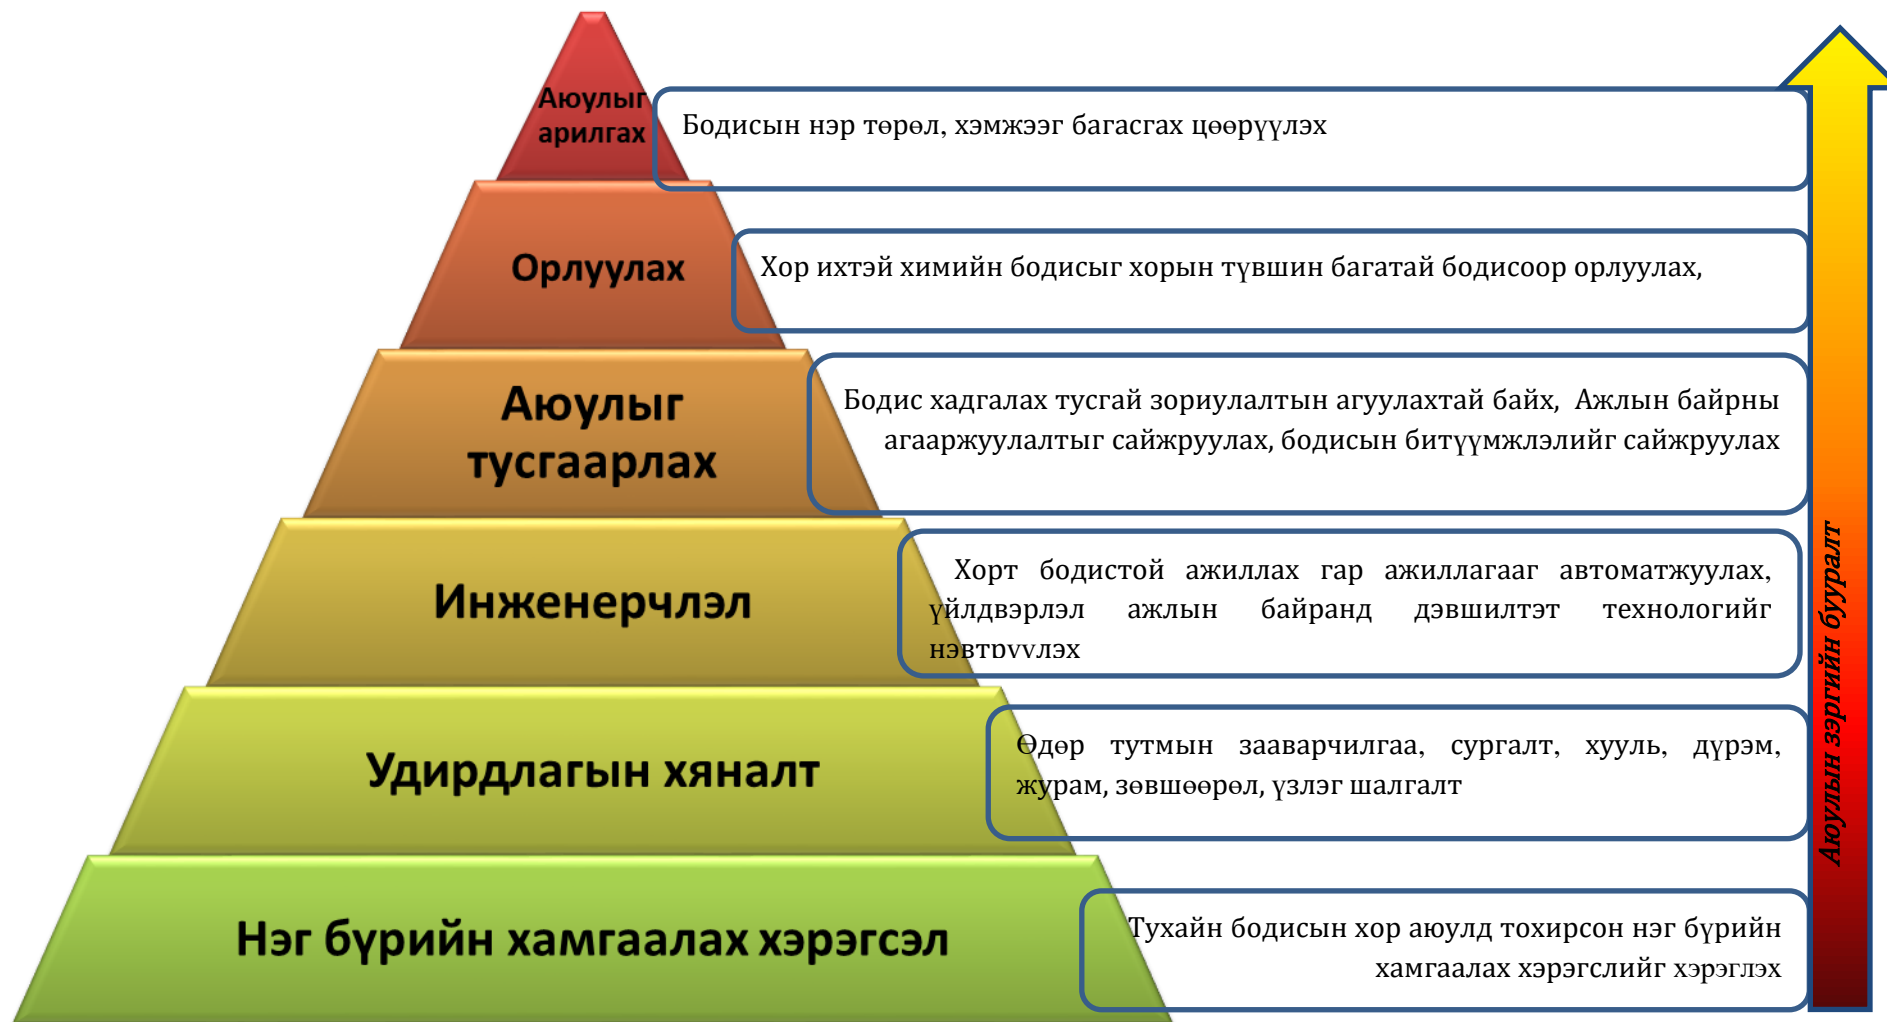 Аюулыг
арилгах
Бодисын нэр төрөл, хэмжээг багасгах цөөрүүлэх
Орлуулах
Хор ихтэй химийн бодисыг хорын түвшин багатай бодисоор орлуулах,
Аюулыг
тусгаарлах
Бодис хадгалах тусгай зориулалтын агуулахтай байх, Ажлын байрны
агааржуулалтыг сайжруулах, бодисын битүүмжлэлийг сайжруулах
Инженерчлэл
Хорт бодистой ажиллах гар ажиллагааг автоматжуулах,
үйлдвэрлэл ажлын байранд дэвшилтэт технологийг
нэвтрүүлэх
Удирдлагын хяналт
Өдөр тутмын зааварчилгаа, сургалт, хууль, дүрэм,
журам, зөвшөөрөл, үзлэг шалгалт
Нэг бүрийн хамгаалах хэрэгсэл
Тухайн бодисын хор аюулд тохирсон нэг бүрийн
хамгаалах хэрэгслийг хэрэглэх
Аюулын зэргийн бууралт